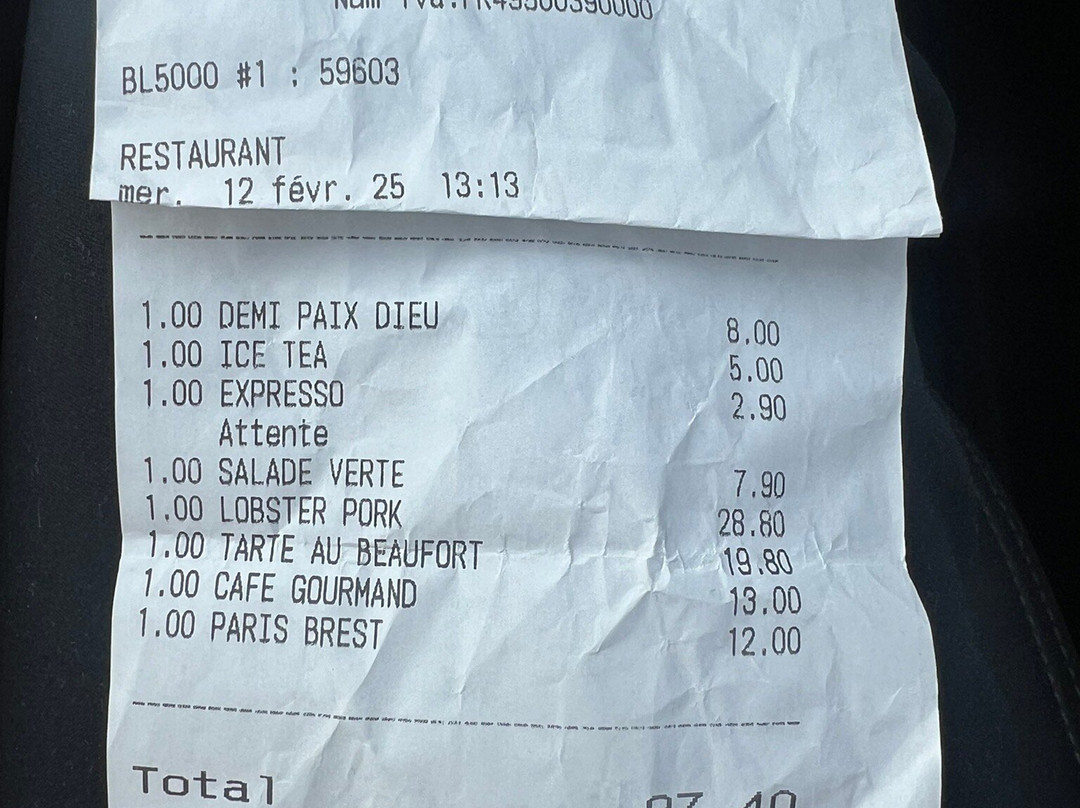 BL5000 #1 : 59603
RESTAURANT
mer. 12 févr. 25 13:13
1.00 DEMI PAIX DIEU 8.00
1.00 ICE TEA 5.00
1.00 EXPRESSO 2.90
Attente
1.00 SALADE VERTE 7.90
1.00 LOBSTER PORK 28.80
1.00 TARTE AU BEAUFORT 19.80
1.00 CAFE GOURMAND 13.00
1.00 PARIS BREST 12.00
Total 97.40